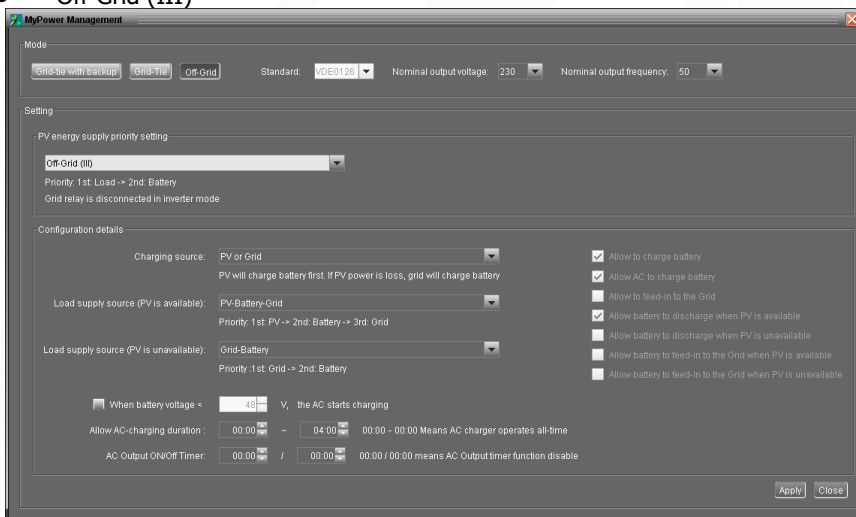 Off-Grid (III)
MyPower Management
Mode
Grid-tie with backup Grid-Tie Off-Grid Standard: VDE0126 Nominal output voltage: 230 Nominal output frequency: 50
Setting
PV energy supply priority setting
Off-Grid (III)
Priority: 1st: Load -> 2nd: Battery
Grid relay is disconnected in inverter mode
Configuration details
Charging source: PV or Grid
PV will charge battery first. If PV power is loss, grid will charge battery
Load supply source (PV is available): PV-Battery-Grid
Priority: 1st: PV-> 2nd: Battery -> 3rd: Grid
Load supply source (PV is unavailable): Grid-Battery
Priority :1st: Grid -> 2nd: Battery
Allow to charge battery
Allow AC to charge battery
Allow to feed-in to the Grid
Allow battery to discharge when PV is available
Allow battery to discharge when PV is unavailable
Allow battery to feed-in to the Grid when PV is available
Allow battery to feed-in to the Grid when PV is unavailable
When battery voltage < 48 V, the AC starts charging
Allow AC-charging duration : 00:00 – 04:00 00:00 – 00:00 Means AC charger operates all-time
AC Output ON/Off Timer: 00:00 / 00:00 00:00 / 00:00 means AC Output timer function disable
Apply Close